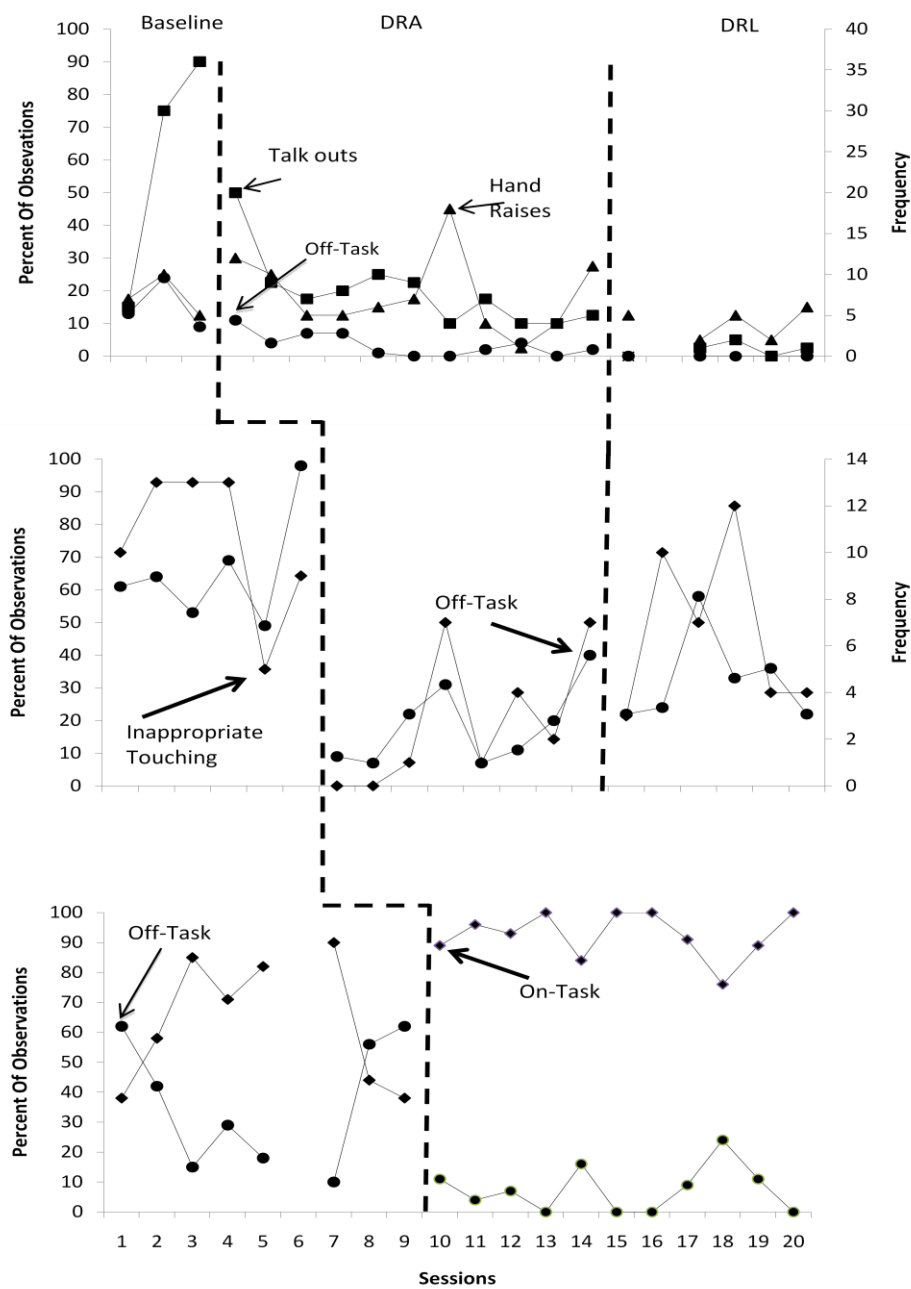 Baseline DRA DRL
Percent Of Obsevations
100
90
80
70
60
50
40
30
20
10
0
Talk outs
Off-Task
Hand
Raises
40
35
30
25
20
15
10
5
0
Frequency
Percent Of Observations
100
90
80
70
60
50
40
30
20
10
0
Inappropriate
Touching
Off-Task
14
12
10
8
6
4
2
0
Frequency
Percent Of Observations
100
90
80
70
60
50
40
30
20
10
0
Off-Task
On-Task
1 2 3 4 5 6 7 8 9 10 11 12 13 14 15 16 17 18 19 20
Sessions